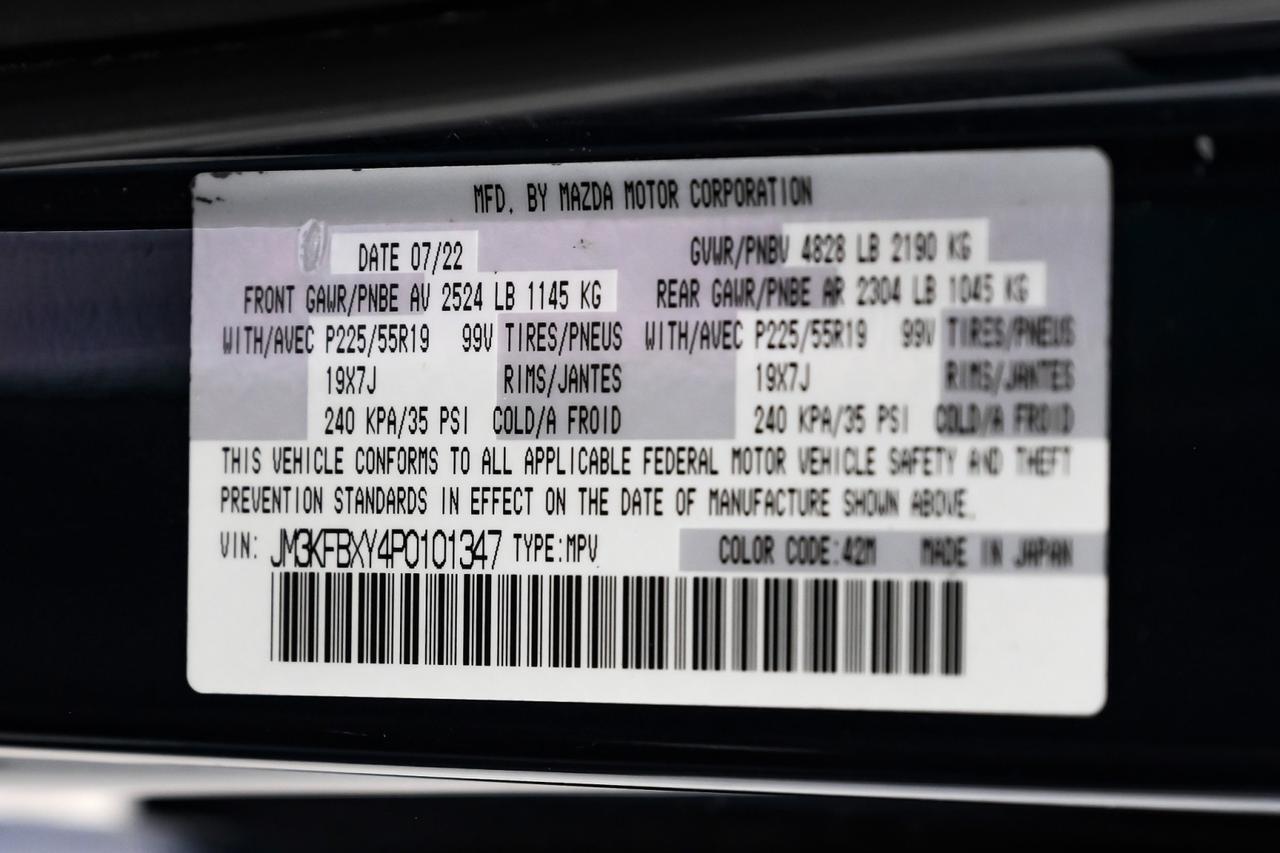 MFD. BY MAZDA MOTOR CORPORATION
DATE 07/22 GVWR/PNBV 4828 LB 2190 KG
FRONT GAWR/PNBE AV 2524 LB 1145 KG REAR GAWR/PNBE AR 2304 LB 1045 KG
WITH/AVEC P225/55R19 99V TIRES/PNEUS WITH/AVEC P225/55R19 99V TIRES/PNEUS
19X7J RIMS/JANTES 19X7J RIMS/JANTES
240 KPA/35 PSI COLD/A FROID 240 KPA/35 PSI COLD/A FROID
THIS VEHICLE CONFORMS TO ALL APPLICABLE FEDERAL MOTOR VEHICLE SAFETY AND THEFT
PREVENTION STANDARDS IN EFFECT ON THE DATE OF MANUFACTURE SHOWN ABOVE.
VIN: JM3KFBXY4P0101347 TYPE:MPV COLOR CODE:42M MADE IN JAPAN